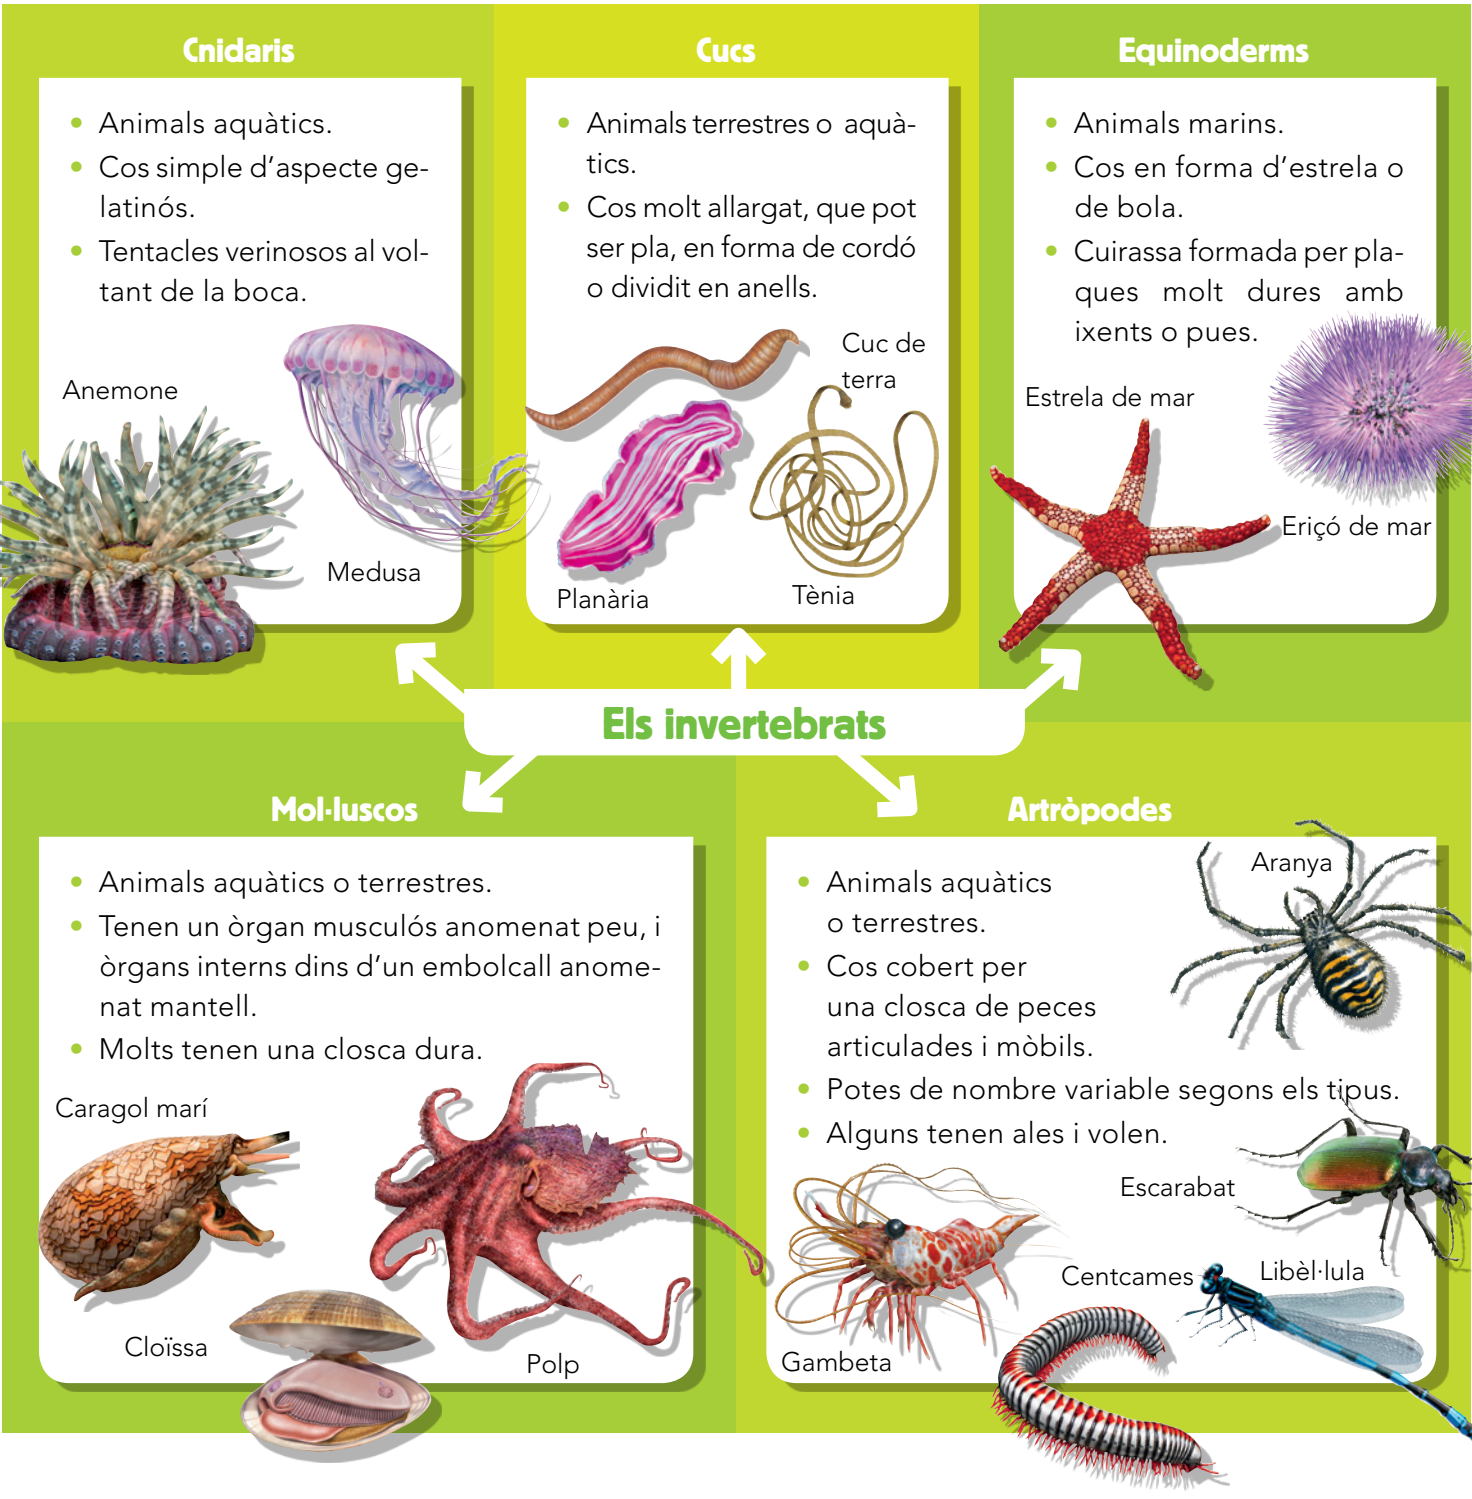 Cnidaris
• Animals aquàtics.
• Cos simple d'aspecte ge-
latinós.
• Tentacles verinosos al vol-
tant de la boca.
Anemone
Medusa
Cucs
• Animals terrestres o aquà-
tics.
• Cos molt allargat, que pot
ser pla, en forma de cordó
o dividit en anells.
Cuc de
terra
Planària
Tènia
Equinoderms
• Animals marins.
• Cos en forma d'estrela o
de bola.
• Cuirassa formada per pla-
ques molt dures amb
ixents o pues.
Estrela de mar
Eriçó de mar
Els invertebrats
Mol·luscos
• Animals aquàtics o terrestres.
• Tenen un òrgan musculós anomenat peu, i
òrgans interns dins d'un embolcall anome-
nat mantell.
• Molts tenen una closca dura.
Caragol marí
Cloïssa
Polp
Artròpodes
• Animals aquàtics
o terrestres.
• Cos cobert per
una closca de peces
articulades i mòbils.
• Potes de nombre variable segons els tipus.
• Alguns tenen ales i volen.
Aranya
Escarabat
Centcames
Libèl·lula
Gambeta